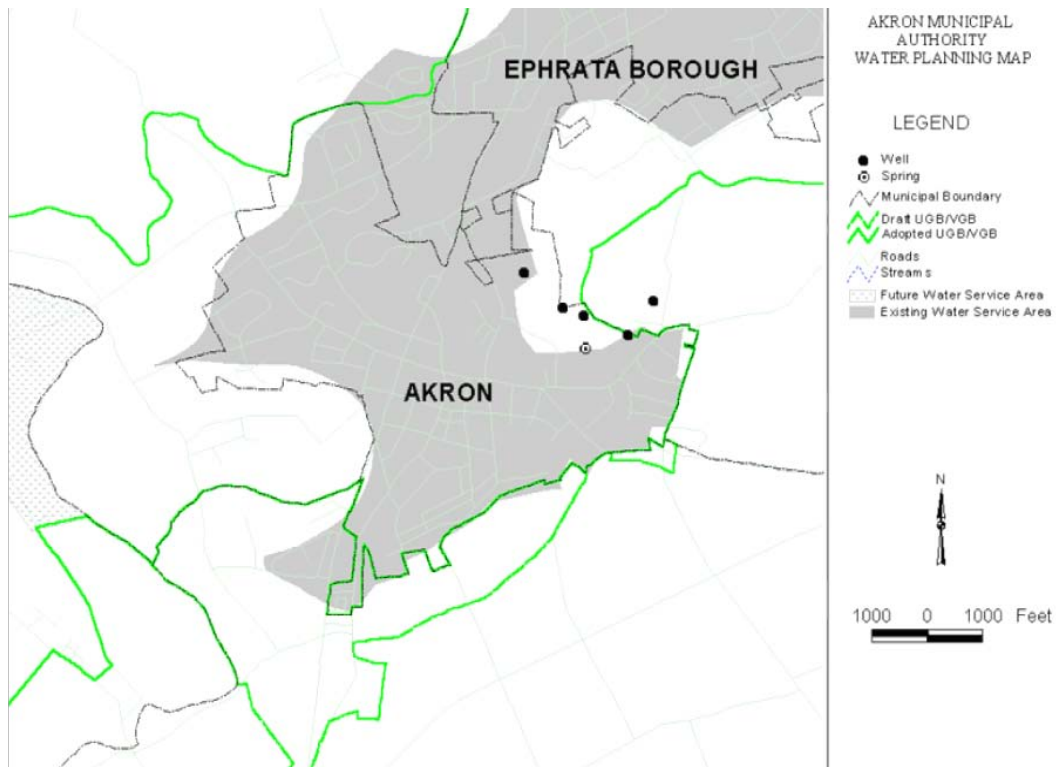 AKRON MUNICIPAL
AUTHORITY
WATER PLANNING MAP
EPHRATA BOROUGH
LEGEND
Well
Spring
Municipal Boundary
Draft UGB/VGB
Adopted UGB/VGB
Roads
Streams
Future Water Service Area
Existing Water Service Area
AKRON
N
1000 0 1000 Feet